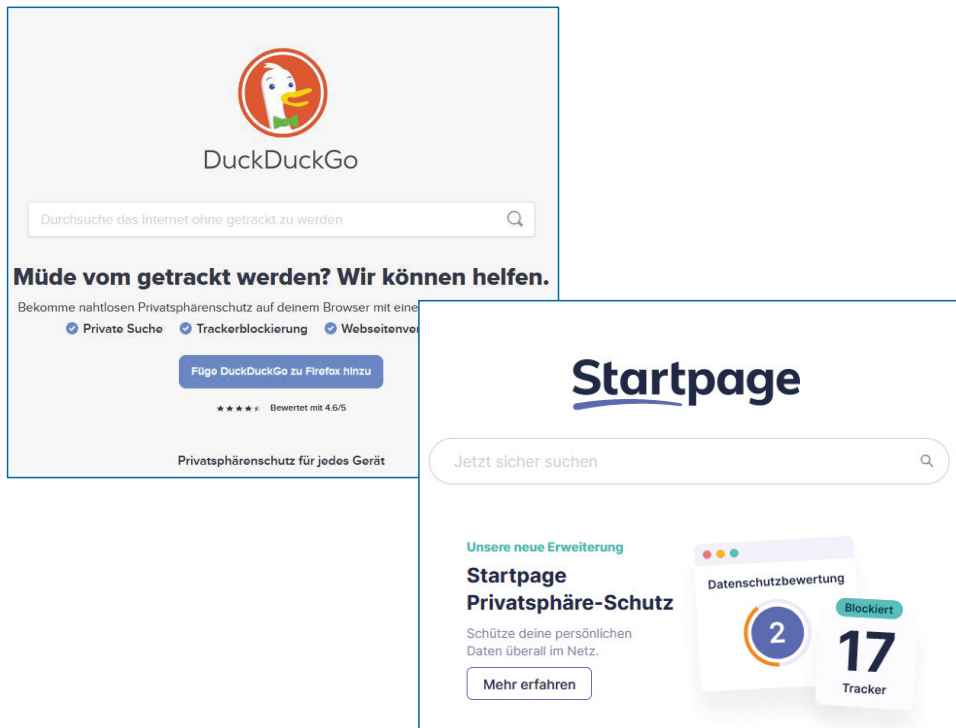 DuckDuckGo
Durchsuche das Internet ohne getrackt zu werden
Müde vom getrackt werden? Wir können helfen.
Bekomme nahtlosen Privatsphärenschutz auf deinem Browser mit
Private Suche Trackerblockierung
Füge DuckDuckGo zu Firefox hinzu
Bewertet mit 4.6/5
Privatsphärenschutz für jedes Gerät
Startpage
Jetzt sicher suchen
Unsere neue Erweiterung
Startpage
Privatsphäre-Schutz
Schütze deine persönlichen
Daten überall im Netz.
Mehr erfahren
Datenschutzbewertung
2
Blockiert
17
Tracker